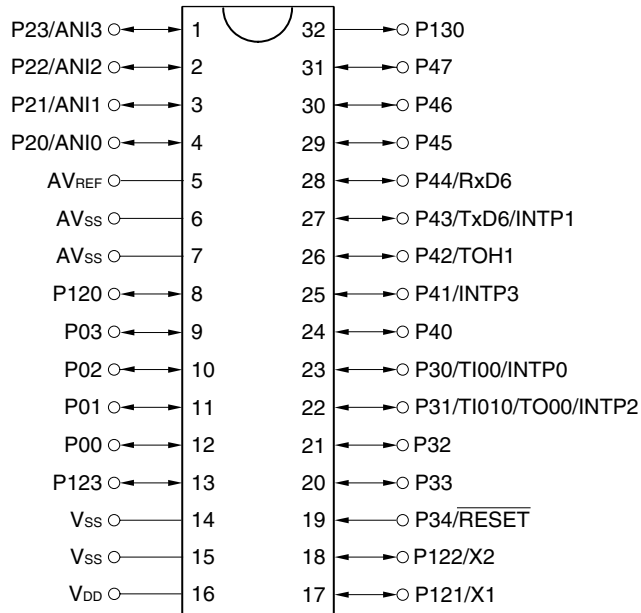 P23/ANI3 1 32 P130
P22/ANI2 2 31 P47
P21/ANI1 3 30 P46
P20/ANI0 4 29 P45
AVREF 5 28 P44/RxD6
AVSS 6 27 P43/TxD6/INTP1
AVSS 7 26 P42/TOH1
P120 8 25 P41/INTP3
P03 9 24 P40
P02 10 23 P30/TI00/INTP0
P01 11 22 P31/TI010/TO00/INTP2
P00 12 21 P32
P123 13 20 P33
VSS 14 19 P34/RESET
VSS 15 18 P122/X2
VDD 16 17 P121/X1